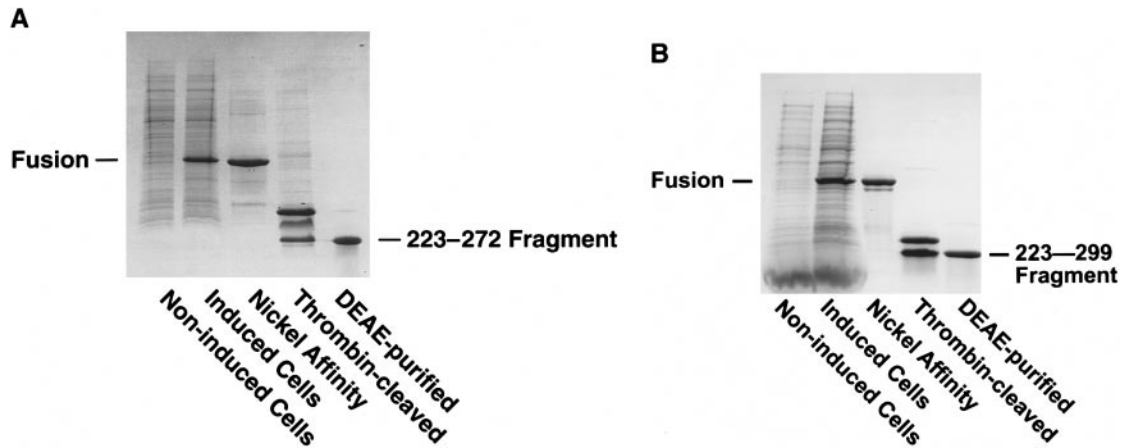 A
Fusion
223–272 Fragment
Non-induced Cells
Induced Cells
Nickel Affinity
Thrombin-cleaved
DEAE-purified
B
Fusion
223—299
Fragment
Non-induced Cells
Induced Cells
Nickel Affinity
Thrombin-cleaved
DEAE-purified